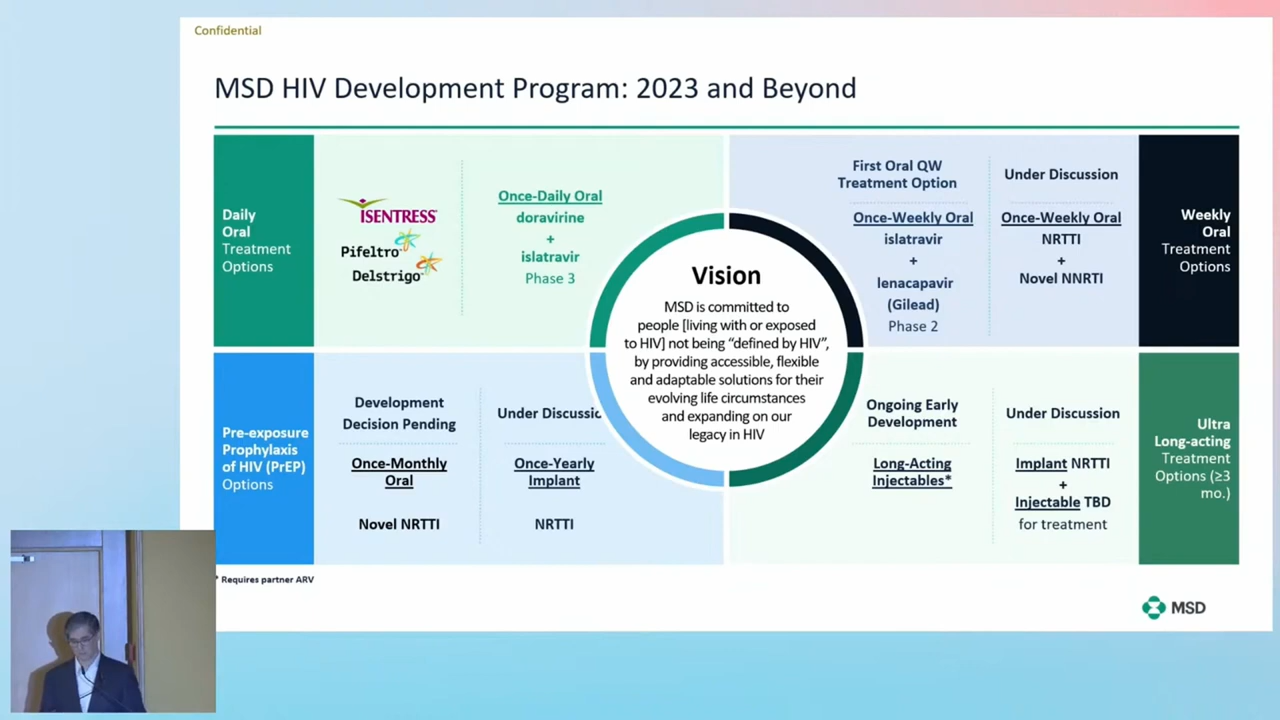 Confidential
MSD HIV Development Program: 2023 and Beyond
Daily
Oral
Treatment
Options
ISENTRESS
Pifeltro
Delstrigo
Once-Daily Oral
doravirine
+
islatravir
Phase 3
First Oral QW
Treatment Option
Once-Weekly Oral
islatravir
+
lenacapavir
(Gilead)
Phase 2
Under Discussion
Once-Weekly Oral
NRTTI
+
Novel NNRTI
Weekly
Oral
Treatment
Options
Vision
MSD is committed to
people [living with or exposed
to HIV] not being “defined by HIV”,
by providing accessible, flexible
and adaptable solutions for their
evolving life circumstances
and expanding on our
legacy in HIV
Pre-exposure
Prophylaxis
of HIV (PrEP)
Options
Development
Decision Pending
Once-Monthly
Oral
Novel NRTTI
Under Discussic
Once-Yearly
Implant
NRTTI
Ongoing Early
Development
Long-Acting
Injectables*
Under Discussion
Implant NRTTI
+
Injectable TBD
for treatment
Ultra
Long-acting
Treatment
Options (≥3
mo.)
* Requires partner ARV
MSD